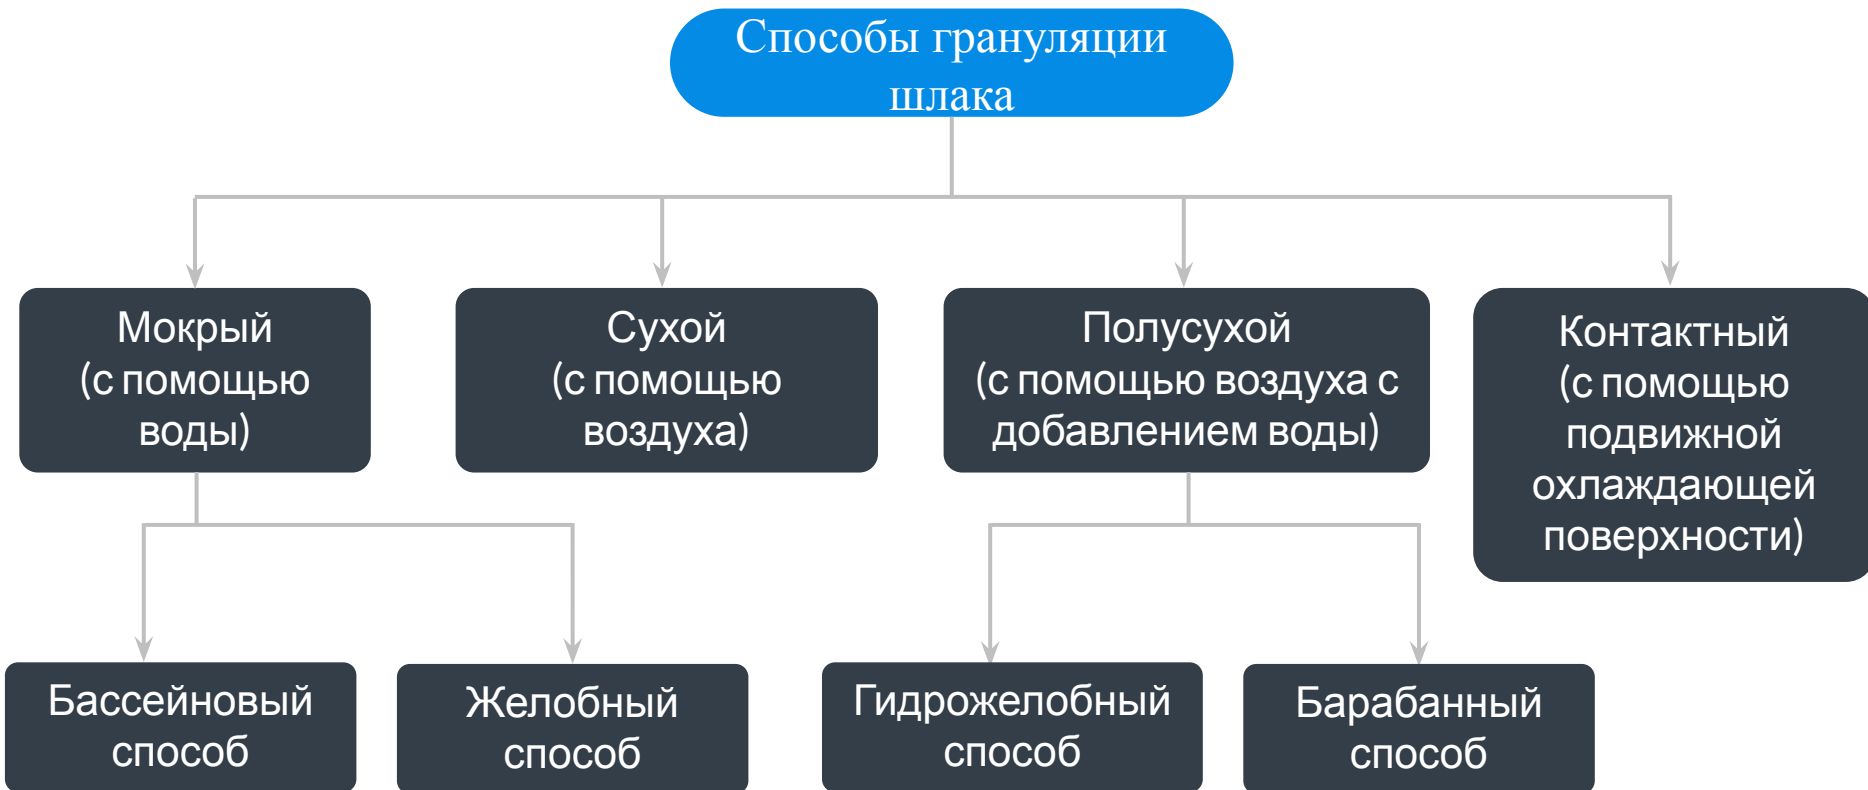 Способы грануляции
шлака
Мокрый
(с помощью
воды)
Сухой
(с помощью
воздуха)
Полусухой
(с помощью воздуха с
добавлением воды)
Контактный
(с помощью
подвижной
охлаждающей
поверхности)
Бассейновый
способ
Желобный
способ
Гидрожелобный
способ
Барабанный
способ